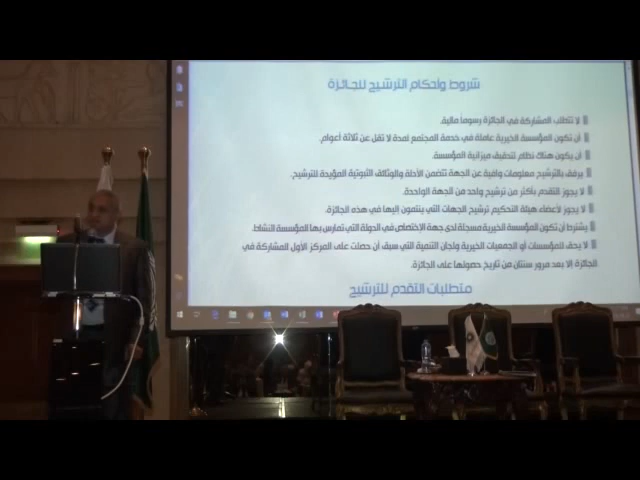 شروط وأحكام الترشيح للجائزة
لا تتطلب المشاركة في الجائزة رسوماً مالية.
أن تكون المؤسسة الخيرية عاملة في خدمة المجتمع لمدة لا تقل عن ثلاثة أعوام.
أن يكون هناك نظام لتدقيق ميزانية المؤسسة.
يرفق بالترشيح معلومات وافية عن الجهة تتضمن الأدلة والوثائق الثبوتية المؤيدة للترشيح.
لا يجوز التقدم بأكثر من ترشيح واحد من الجهة الواحدة.
لا يجوز لأعضاء هيئة التحكيم ترشيح الجهات التي ينتمون إليها في هذه الجائزة.
يشترط أن تكون المؤسسة الخيرية مسجلة لدى جهة الاختصاص في الدولة التي تمارس بها المؤسسة النشاط.
لا يحق للمؤسسات أو الجمعيات الخيرية ولجان التنمية التي سبق أن حصلت على المركز الأول للمشاركة في
الجائزة إلا بعد مرور سنتان من تاريخ حصولها على الجائزة.
متطلبات التقدم للترشيح